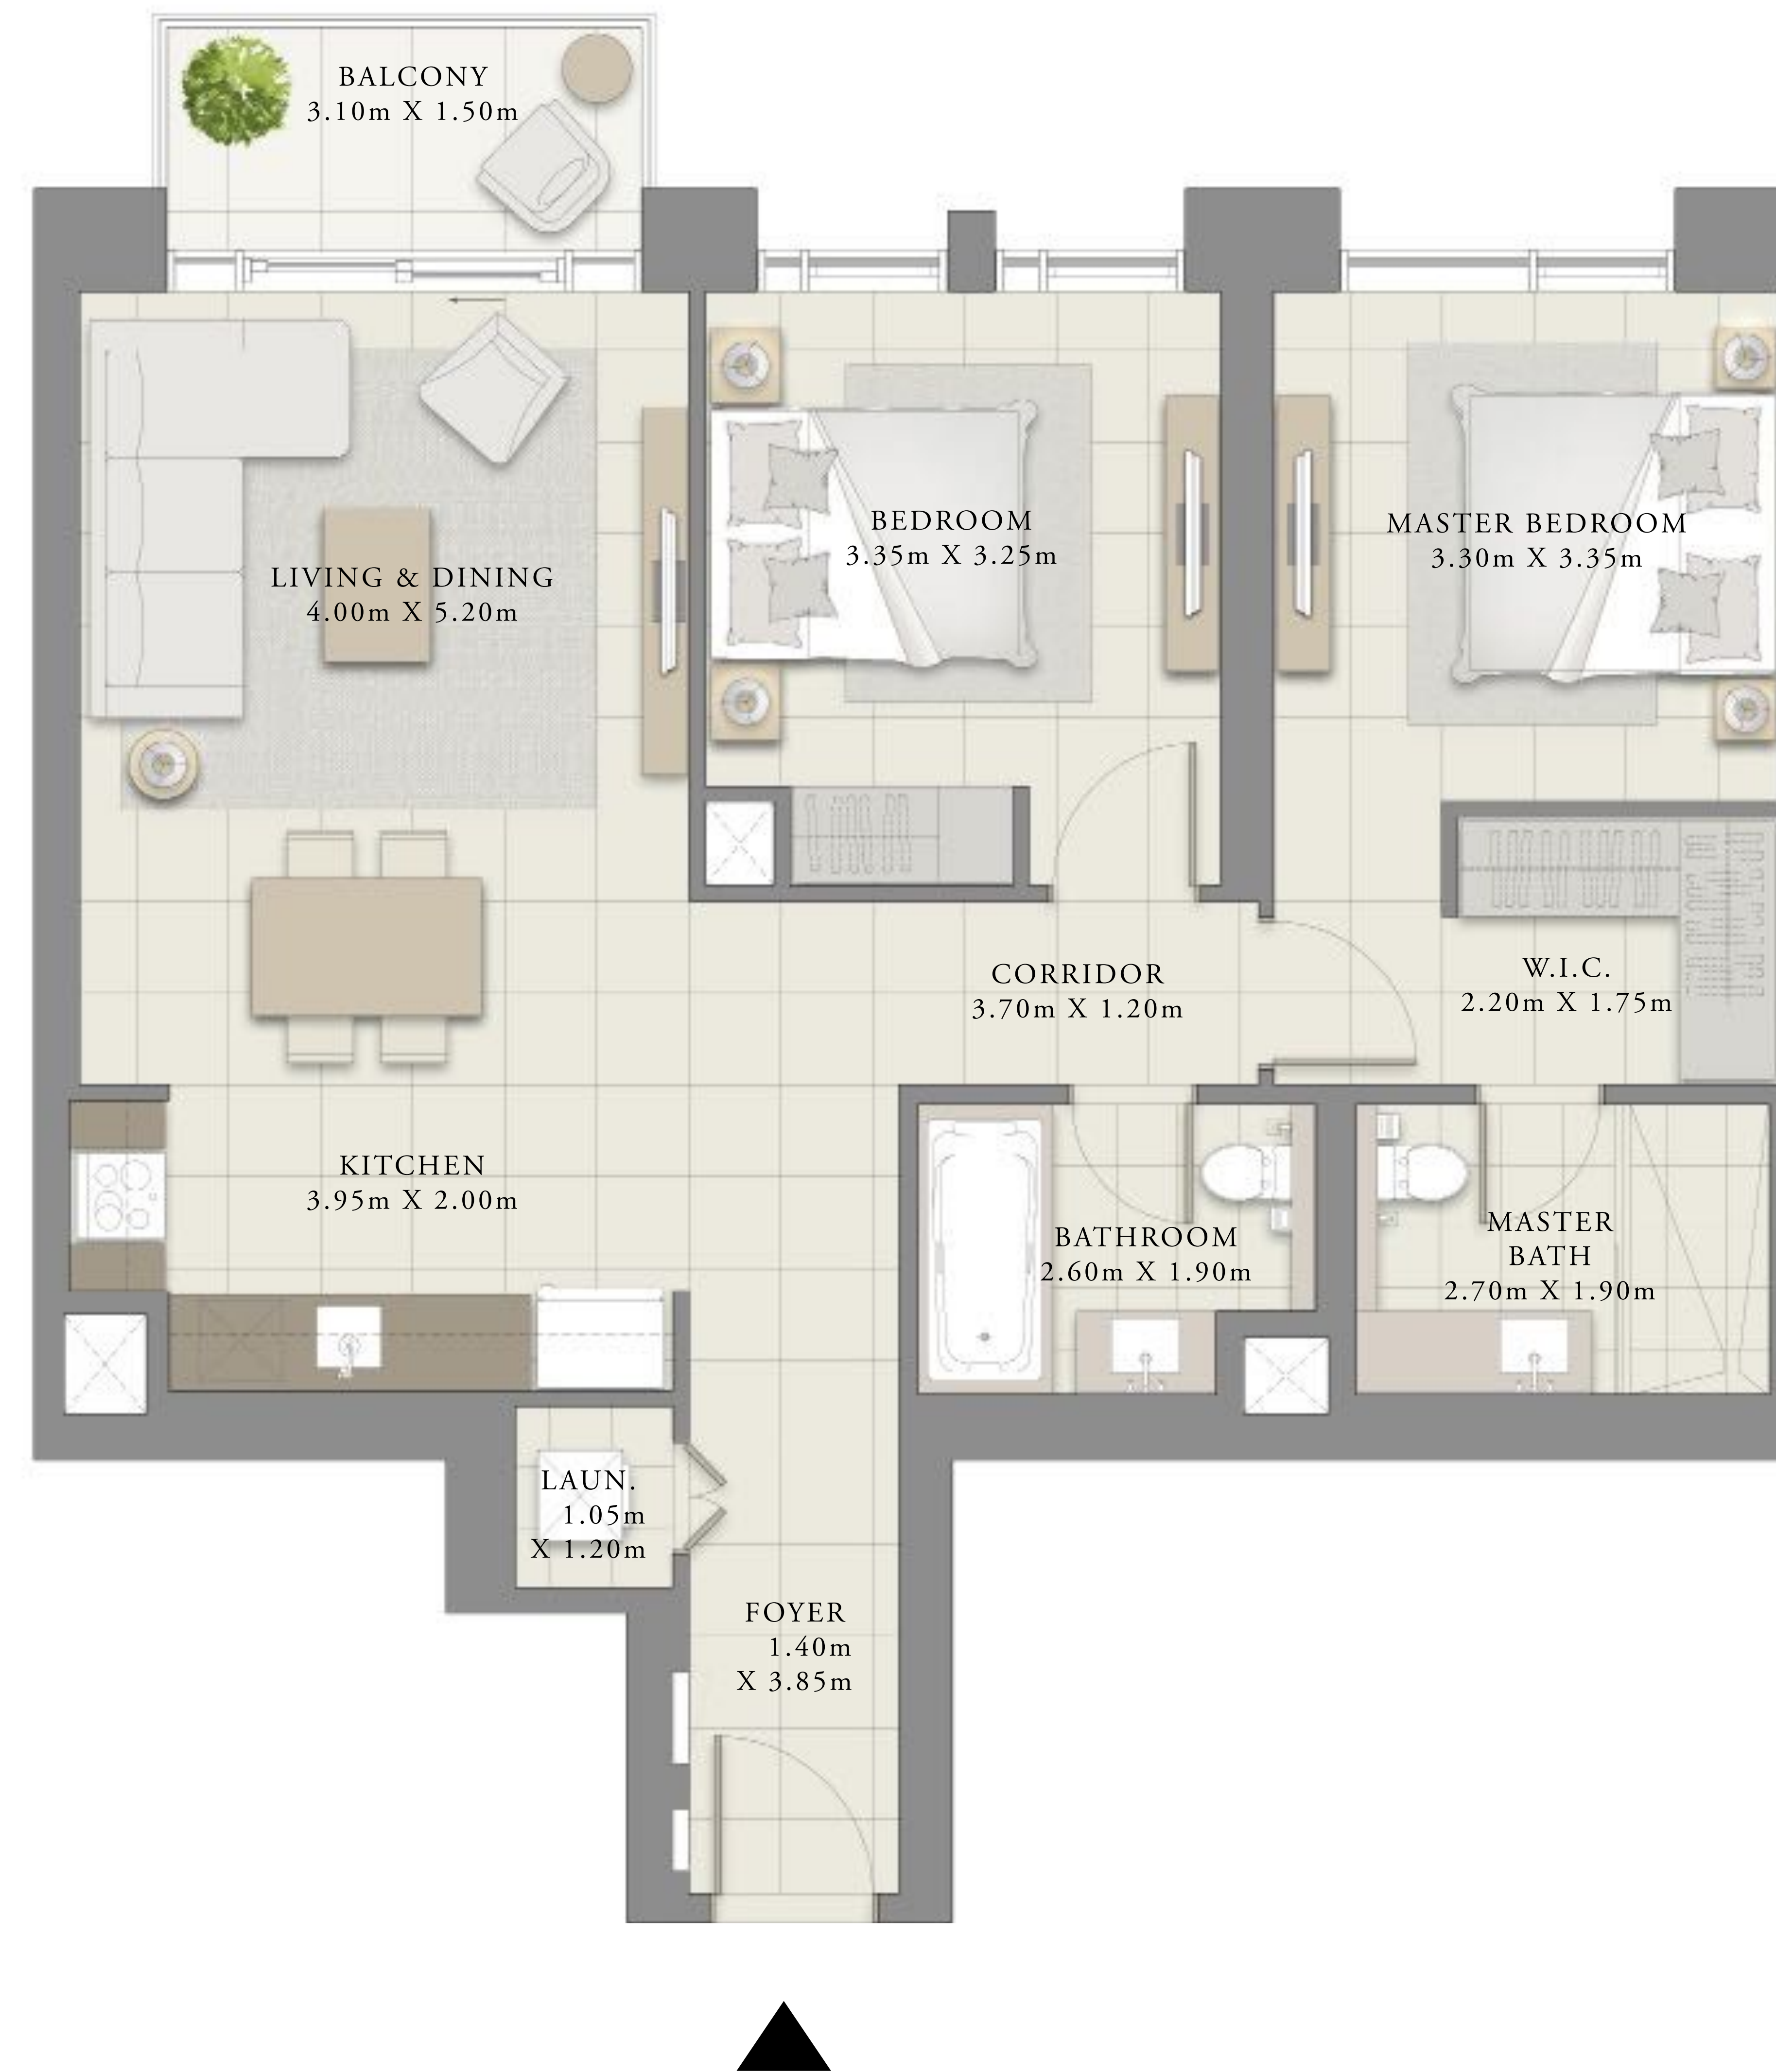 BALCONY
3.10m X 1.50m
BEDROOM
3.35m X 3.25m
MASTER BEDROOM
3.30m X 3.35m
LIVING & DINING
4.00m X 5.20m
CORRIDOR
3.70m X 1.20m
W.I.C.
2.20m X 1.75m
KITCHEN
3.95m X 2.00m
BATHROOM
2.60m X 1.90m
MASTER
BATH
2.70m X 1.90m
LAUN.
1.05m
X 1.20m
FOYER
1.40m
X 3.85m